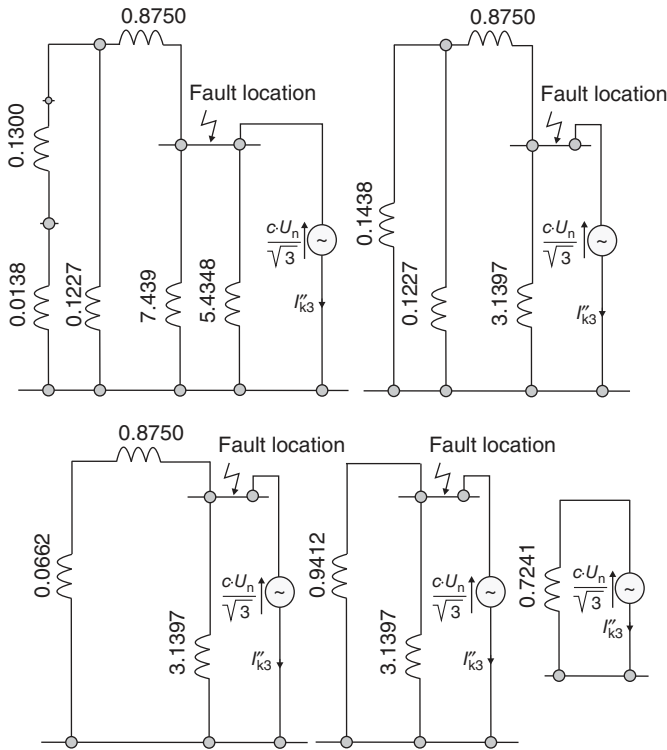 0.8750
Fault location
0.1300
0.0138
0.1227
7.439
5.4348
c·Un
√3
I″k3
0.8750
Fault location
0.1438
0.1227
3.1397
c·Un
√3
I″k3
0.8750
Fault location
0.0662
3.1397
c·Un
√3
I″k3
Fault location
0.9412
3.1397
c·Un
√3
I″k3
0.7241
c·Un
√3
I″k3